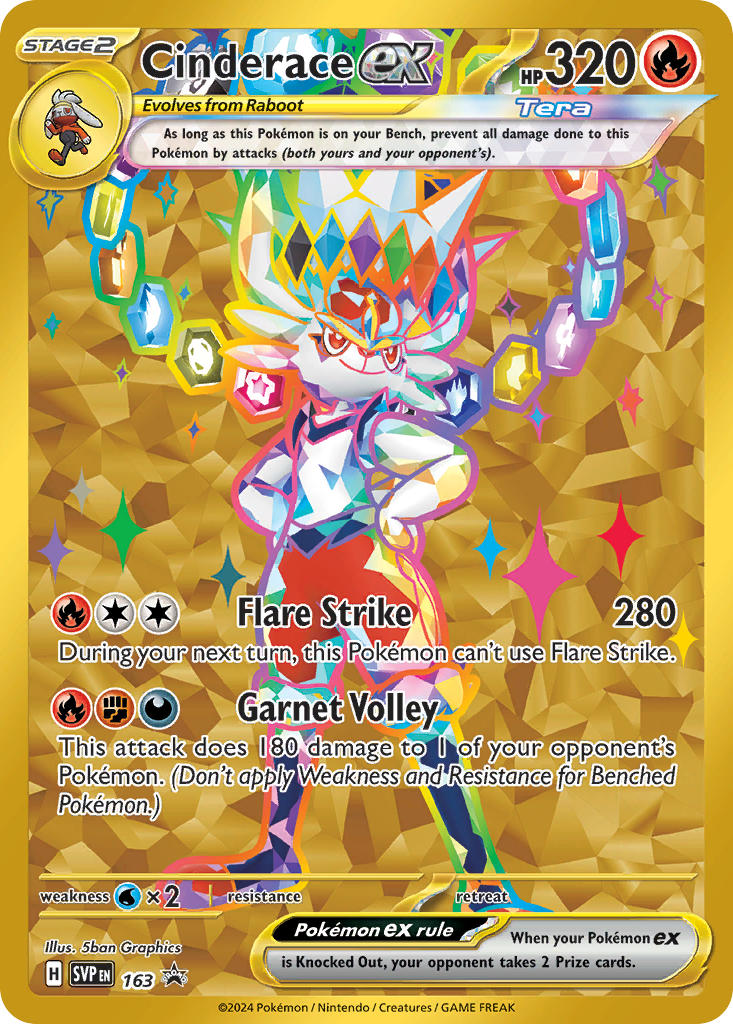 STAGE2
Cinderace ex HP320
Evolves from Raboot
Tera
As long as this Pokémon is on your Bench, prevent all damage done to this
Pokémon by attacks (both yours and your opponent's).
Flare Strike 280
During your next turn, this Pokémon can't use Flare Strike.
Garnet Volley
This attack does 180 damage to 1 of your opponent's
Pokémon. (Don't apply Weakness and Resistance for Benched
Pokémon.)
weakness ×2 resistance retreat
Pokémon ex rule
When your Pokémon ex
is Knocked Out, your opponent takes 2 Prize cards.
Illus. 5ban Graphics
H SVP EN 163
©2024 Pokémon / Nintendo / Creatures / GAME FREAK